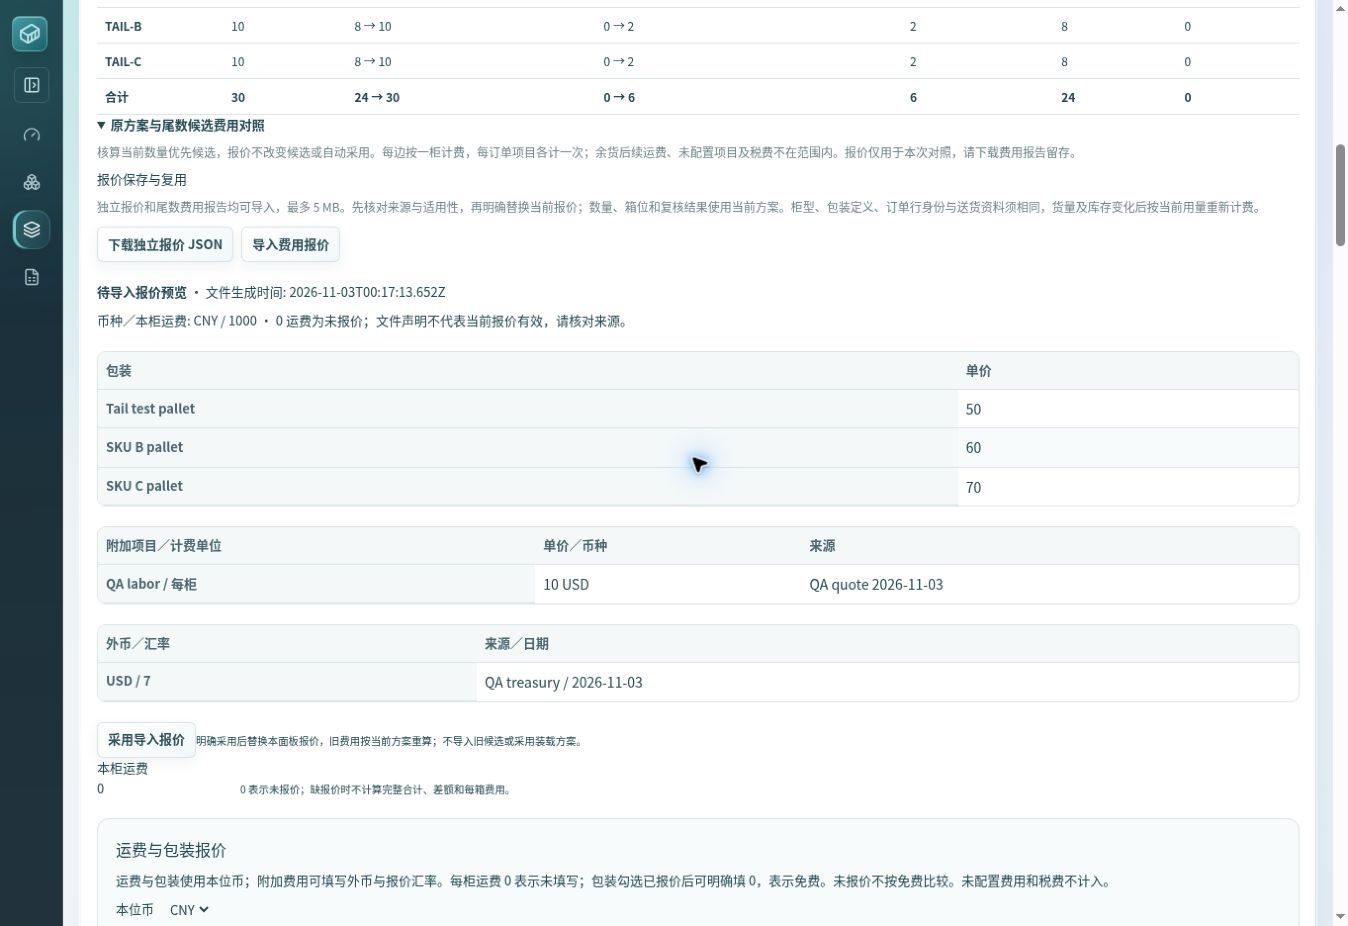 TAIL-B 10 8→10 0→2 2 8 0
TAIL-C 10 8→10 0→2 2 8 0
合计 30 24→30 0→6 6 24 0
▼ 原方案与尾数候选费用对照
核算当前数量优先候选，报价不改变候选或自动采用。每边按一柜计费，每订单项目各计一次；余货后续运费、未配置项目及税费不在范围内。报价仅用于本次对照，请下载费用报告留存。
报价保存与复用
独立报价和尾数费用报告均可导入，最多 5 MB。先核对来源与适用性，再明确替换当前报价；数量、箱位和复核结果使用当前方案。柜型、包装定义、订单行身份与送货资料须相同，货量及库存变化后按当前用量重新计费。
下载独立报价 JSON 导入费用报价
待导入报价预览 · 文件生成时间: 2026-11-03T00:17:13.652Z
币种／本柜运费: CNY / 1000 · 0 运费为未报价；文件声明不代表当前报价有效，请核对来源。
包装 单价
Tail test pallet 50
SKU B pallet 60
SKU C pallet 70
附加项目／计费单位 单价／币种 来源
QA labor / 每柜 10 USD QA quote 2026-11-03
外币／汇率 来源／日期
USD / 7 QA treasury / 2026-11-03
采用导入报价 明确采用后替换本面板报价，旧费用按当前方案重算；不导入旧候选或采用装载方案。
本柜运费
0 0 表示未报价；缺报价时不计算完整合计、差额和每箱费用。
运费与包装报价
运费与包装使用本位币；附加费用可填写外币与报价汇率。每柜运费 0 表示未填写；包装勾选已报价后可明确填 0，表示免费。未报价不按免费比较。未配置费用和税费不计入。
本位币 CNY